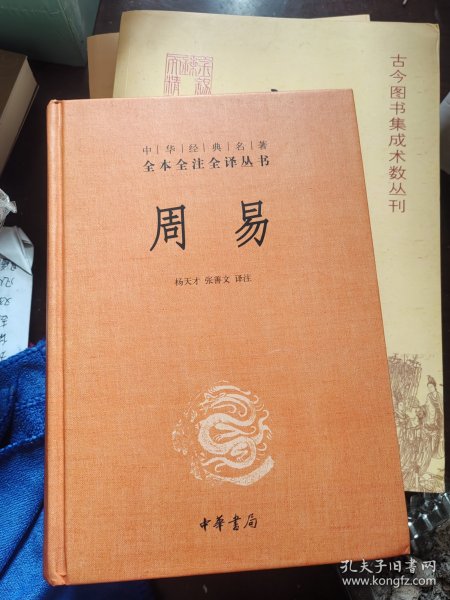 中华经典名著
全本全注全译丛书
周易
杨天才 张善文 译注
中華書局
古今图书集成术数丛刊
孔夫子旧书网
www.kongfz.com